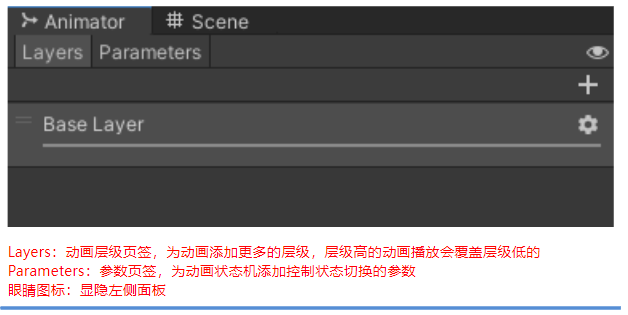 Animator
Scene
Layers
Parameters
Base Layer
Layers：动画层级页签，为动画添加更多的层级，层级高的动画播放会覆盖层级低的
Parameters：参数页签，为动画状态机添加控制状态切换的参数
眼睛图标：显隐左侧面板